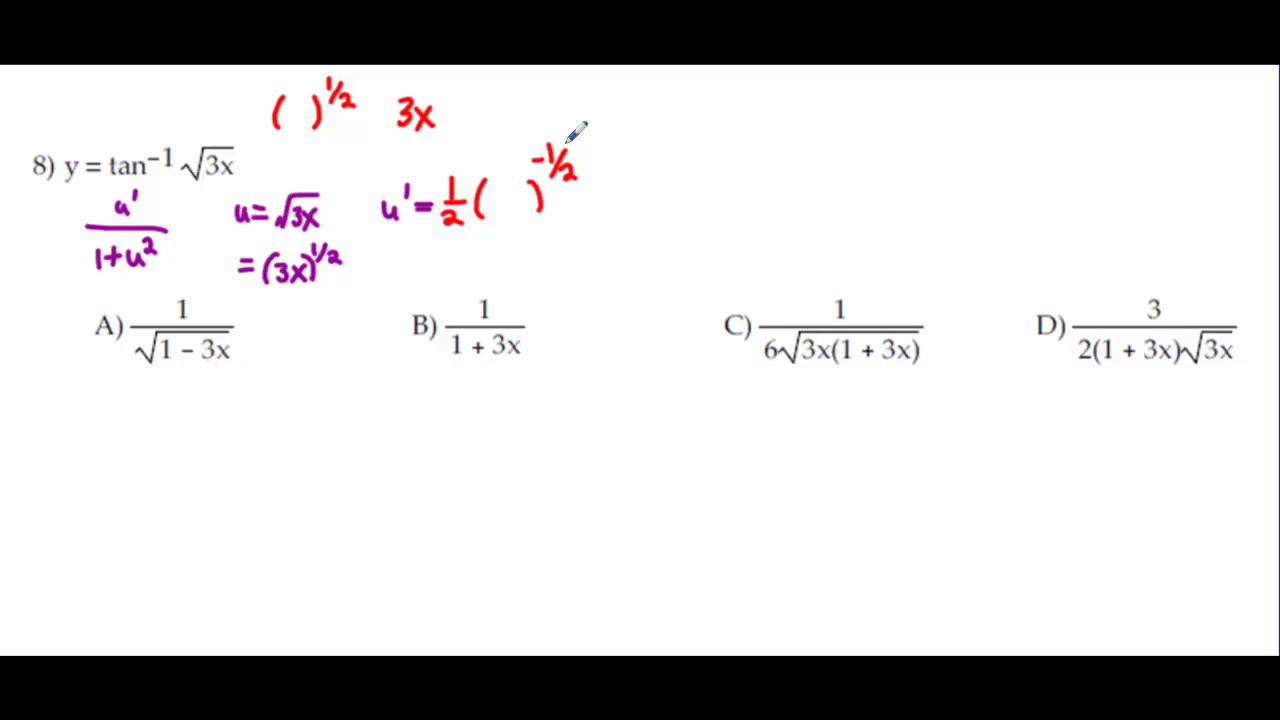 ( )^1/2 3x
8) y = tan⁻¹ √3x
u' / 1+u² u = √3x u' = 1/2 ( )^-1/2
= (3x)^1/2
A) 1 / √1 − 3x B) 1 / 1 + 3x C) 1 / 6√3x(1 + 3x) D) 3 / 2(1 + 3x)√3x